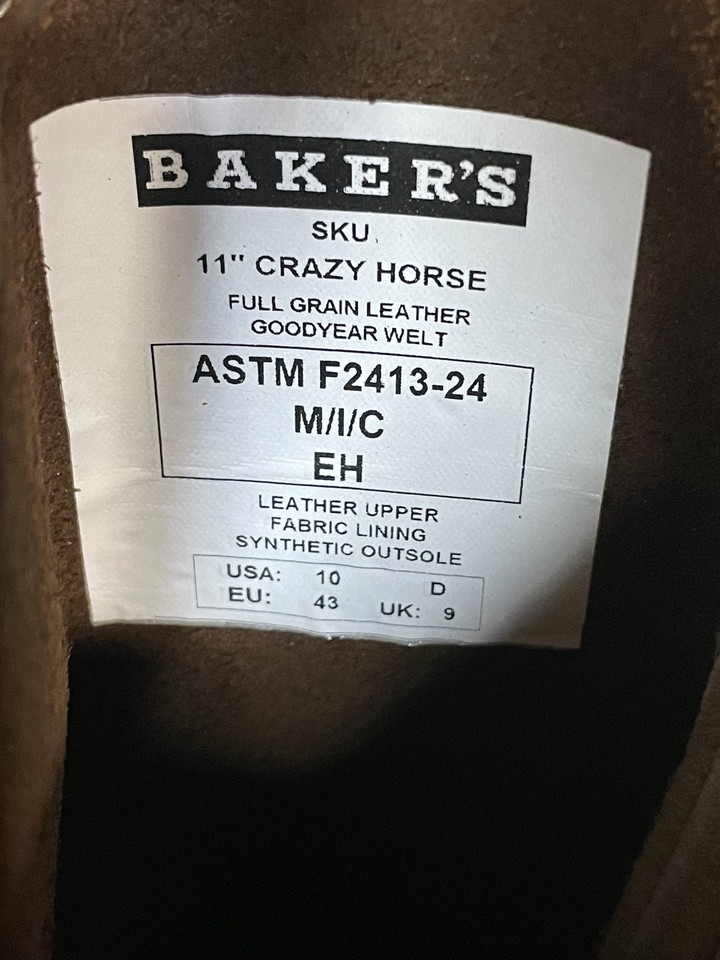 BAKER'S
SKU
11" CRAZY HORSE
FULL GRAIN LEATHER
GOODYEAR WELT
ASTM F2413-24
M/I/C
EH
LEATHER UPPER
FABRIC LINING
SYNTHETIC OUTSOLE
USA: 10 D
EU: 43 UK: 9